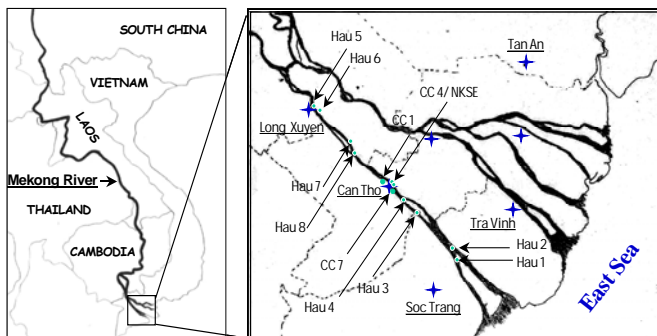 SOUTH CHINA
VIETNAM
LAOS
Mekong River
THAILAND
CAMBODIA
Hau 5
Hau 6
Tan An
CC 4/ NKSE
CC 1
Long Xuyen
Hau 7
Can Tho
Hau 8
Tra Vinh
CC 7
Hau 3
Hau 4
Hau 2
Hau 1
Soc Trang
East Sea